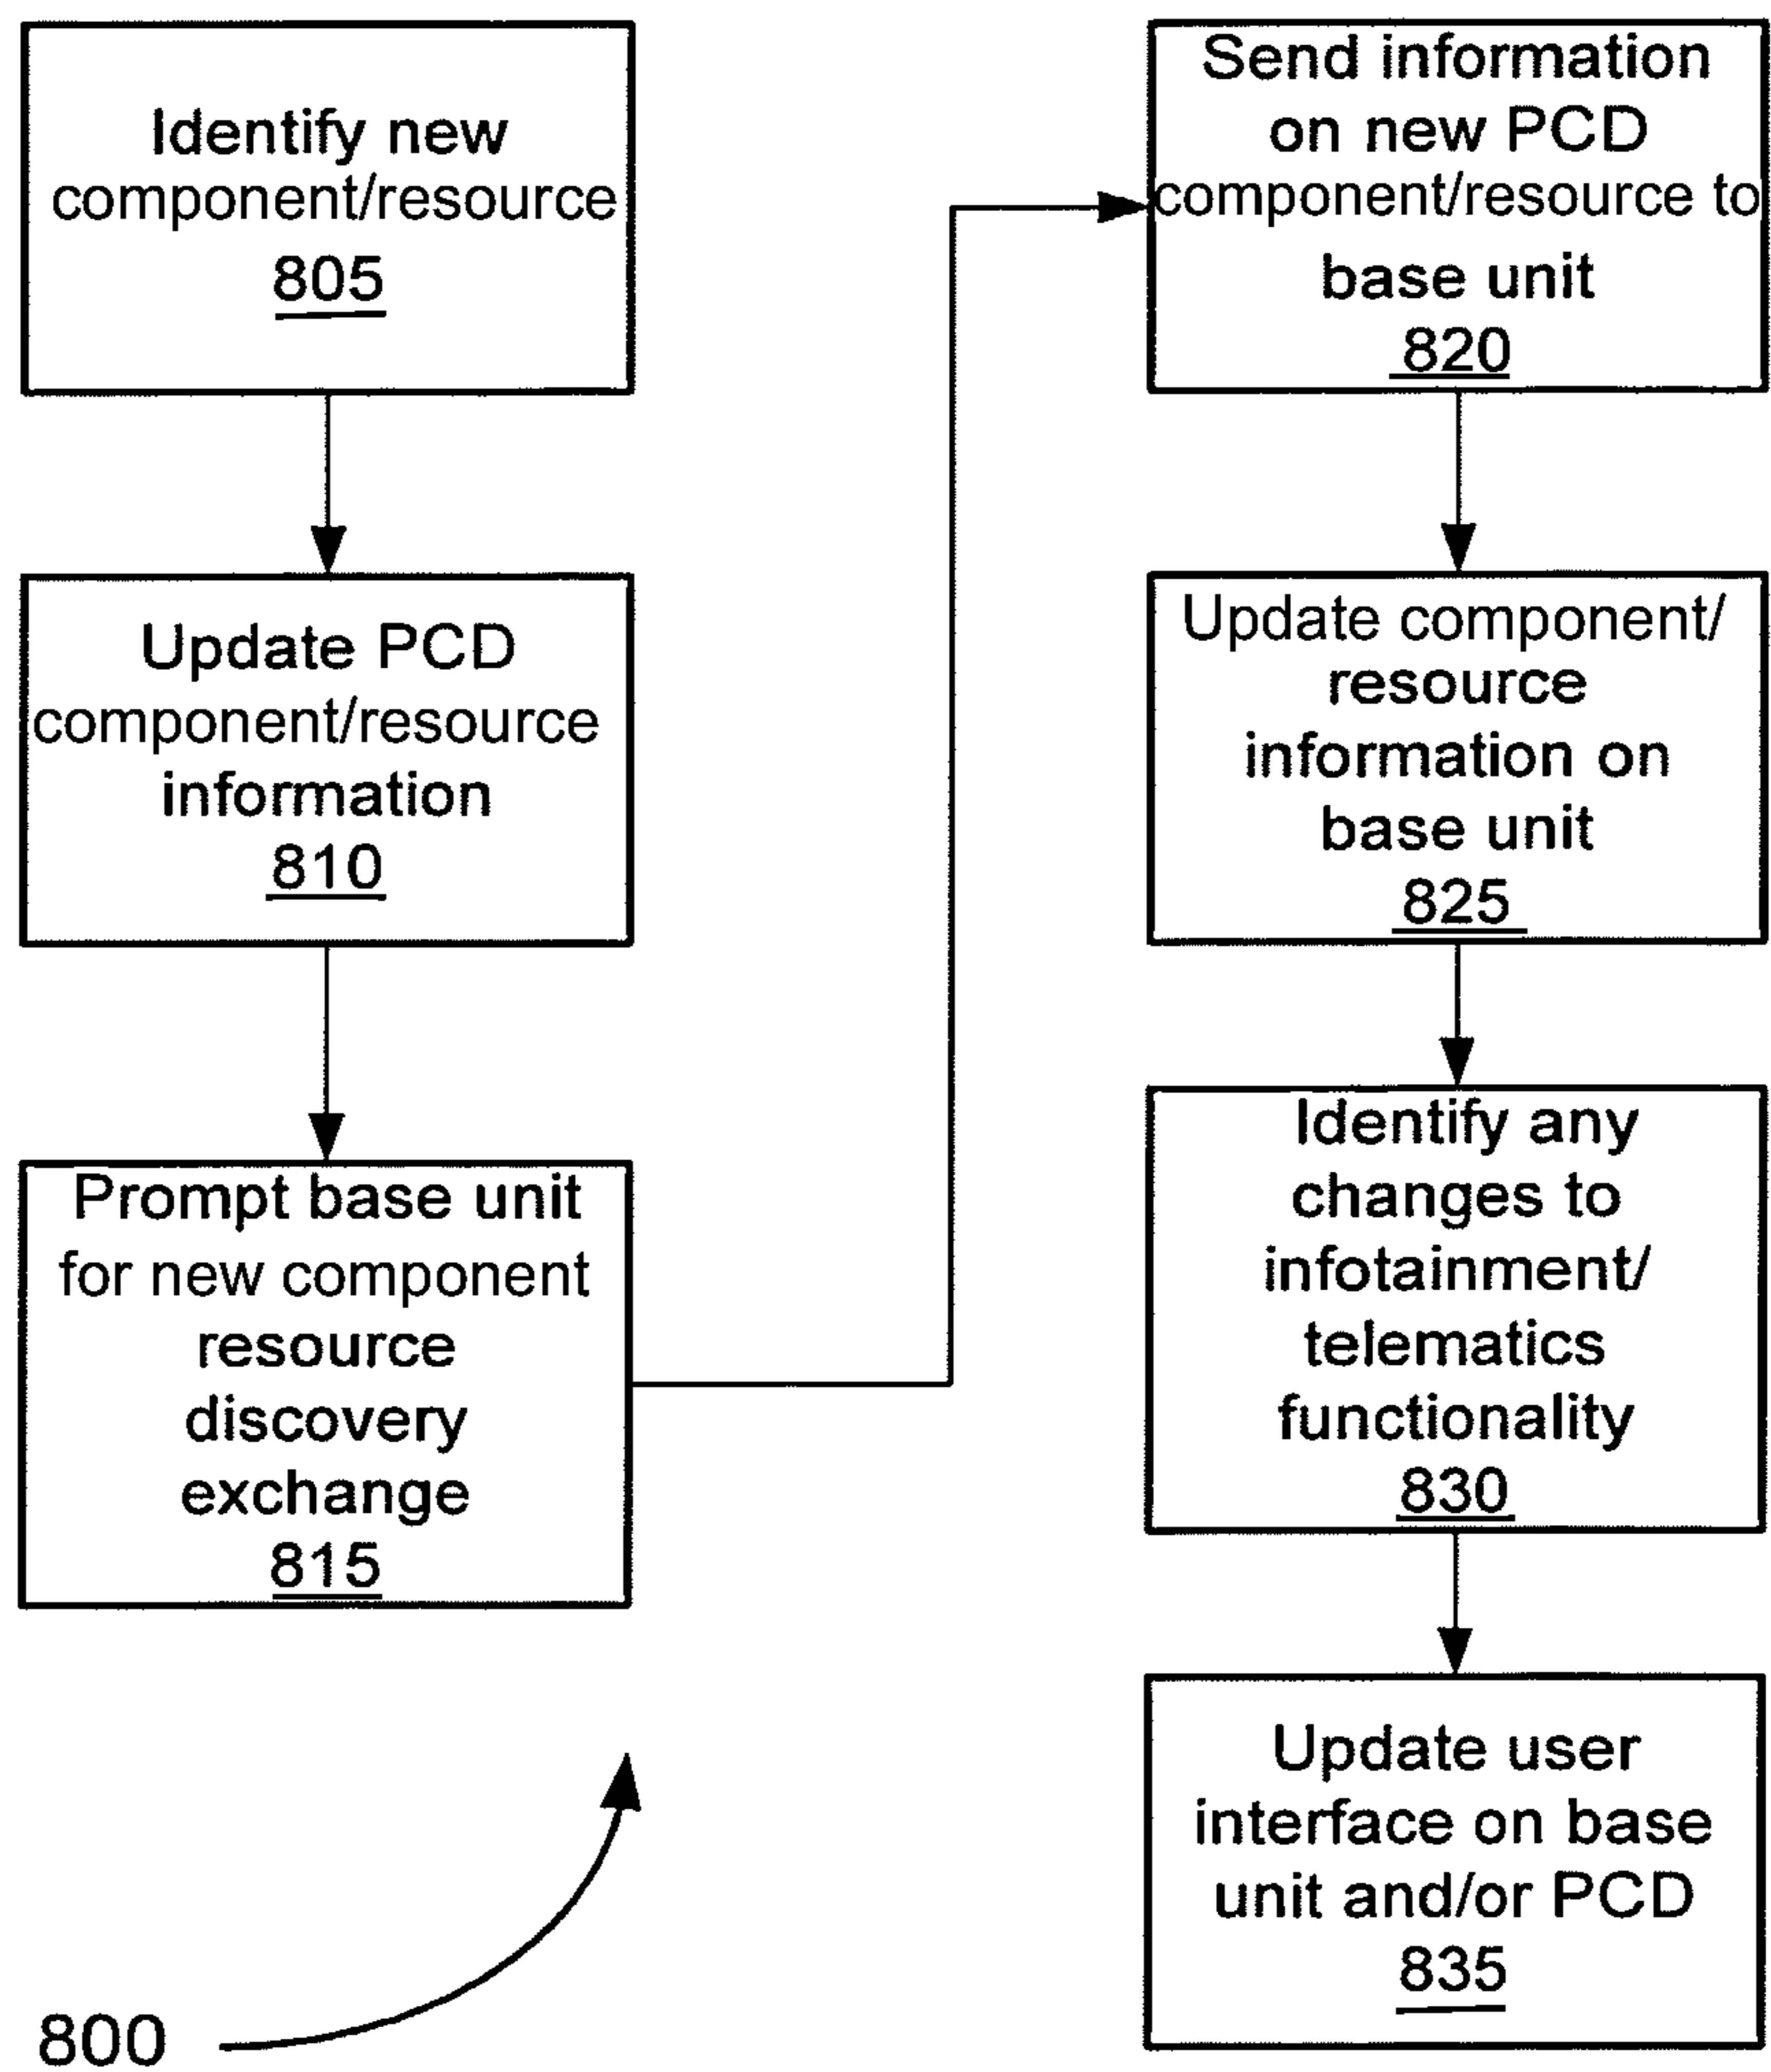 Identify new
component/resource
805
Update PCD
component/resource
information
810
Prompt base unit
for new component
resource
discovery
exchange
815
Send information
on new PCD
component/resource to
base unit
820
Update component/
resource
information on
base unit
825
Identify any
changes to
infotainment/
telematics
functionality
830
Update user
interface on base
unit and/or PCD
835
800